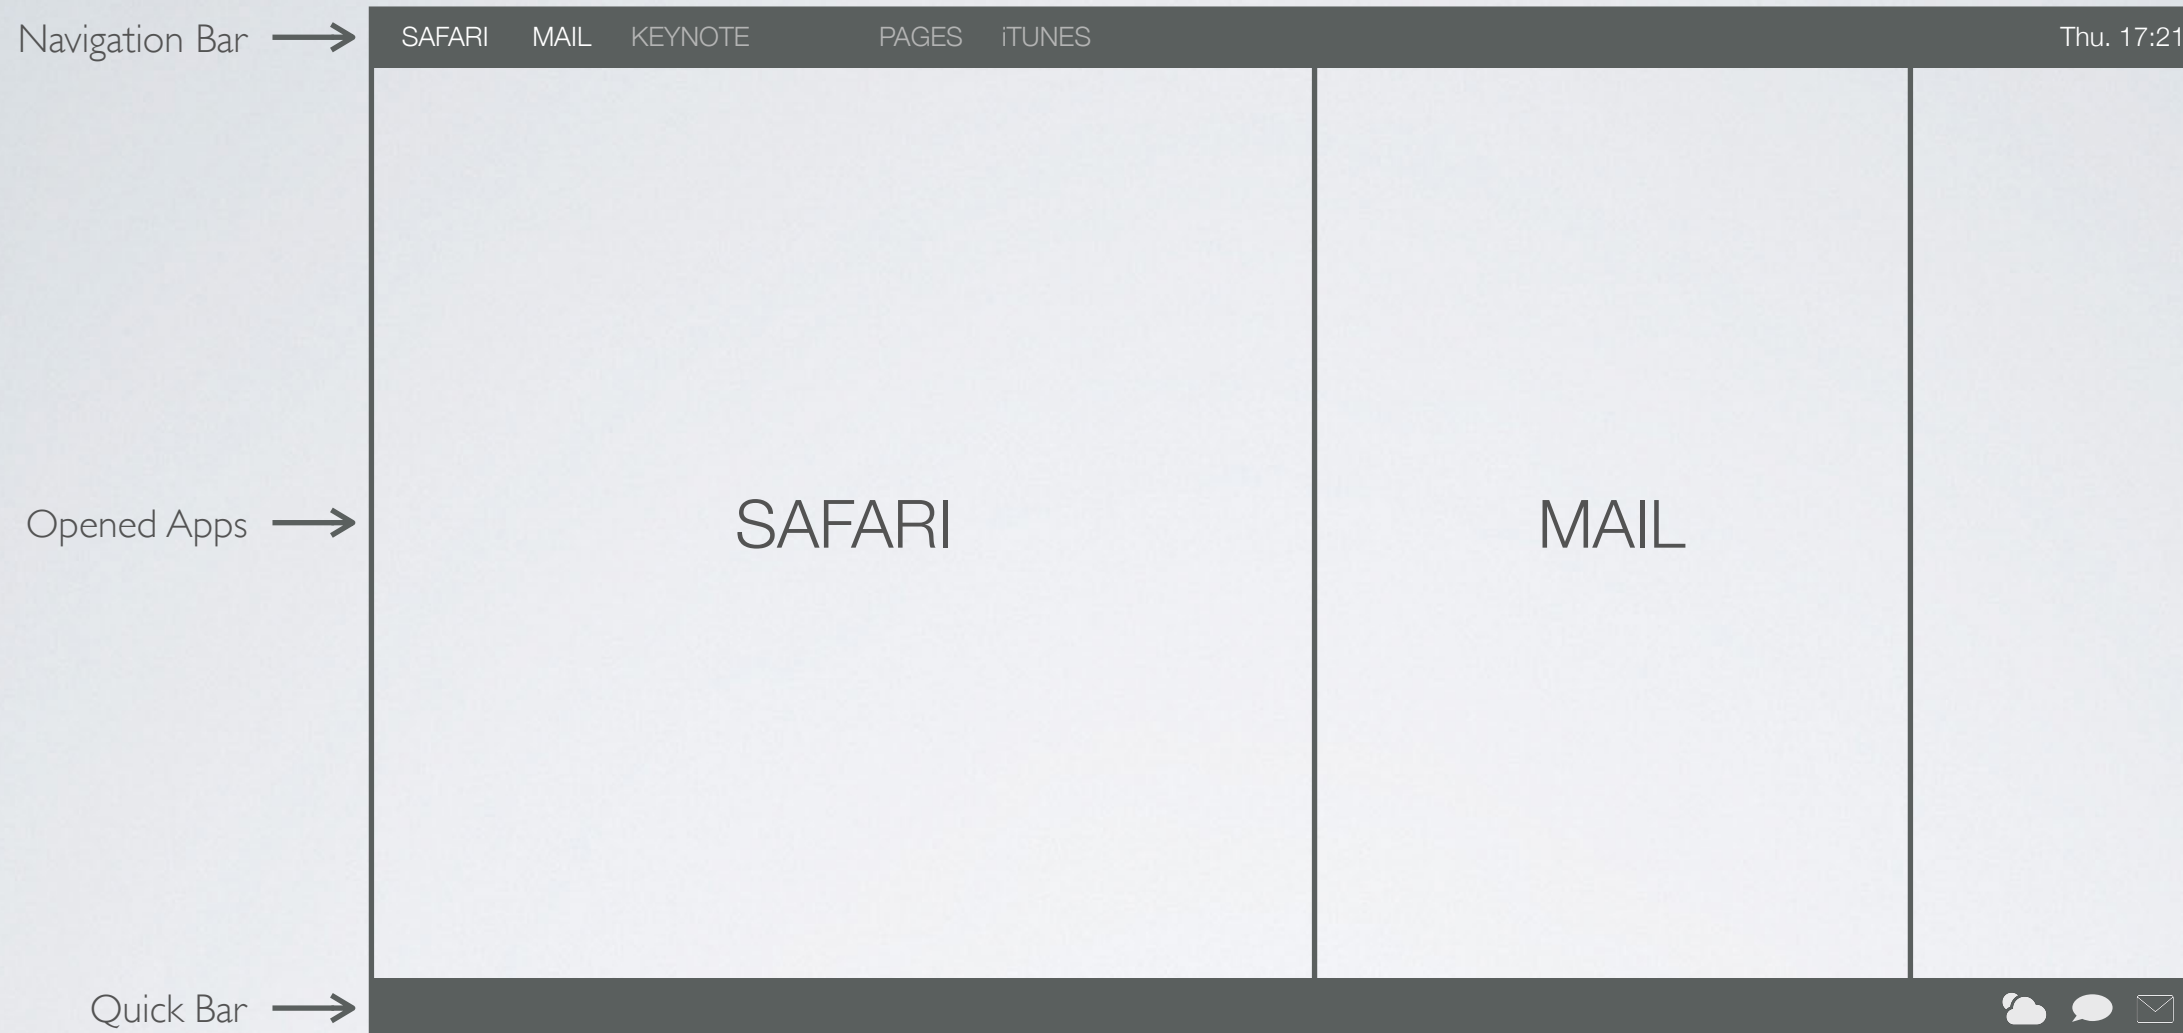 Navigation Bar
SAFARI MAIL KEYNOTE PAGES iTUNES Thu. 17:21
Opened Apps
SAFARI
MAIL
Quick Bar